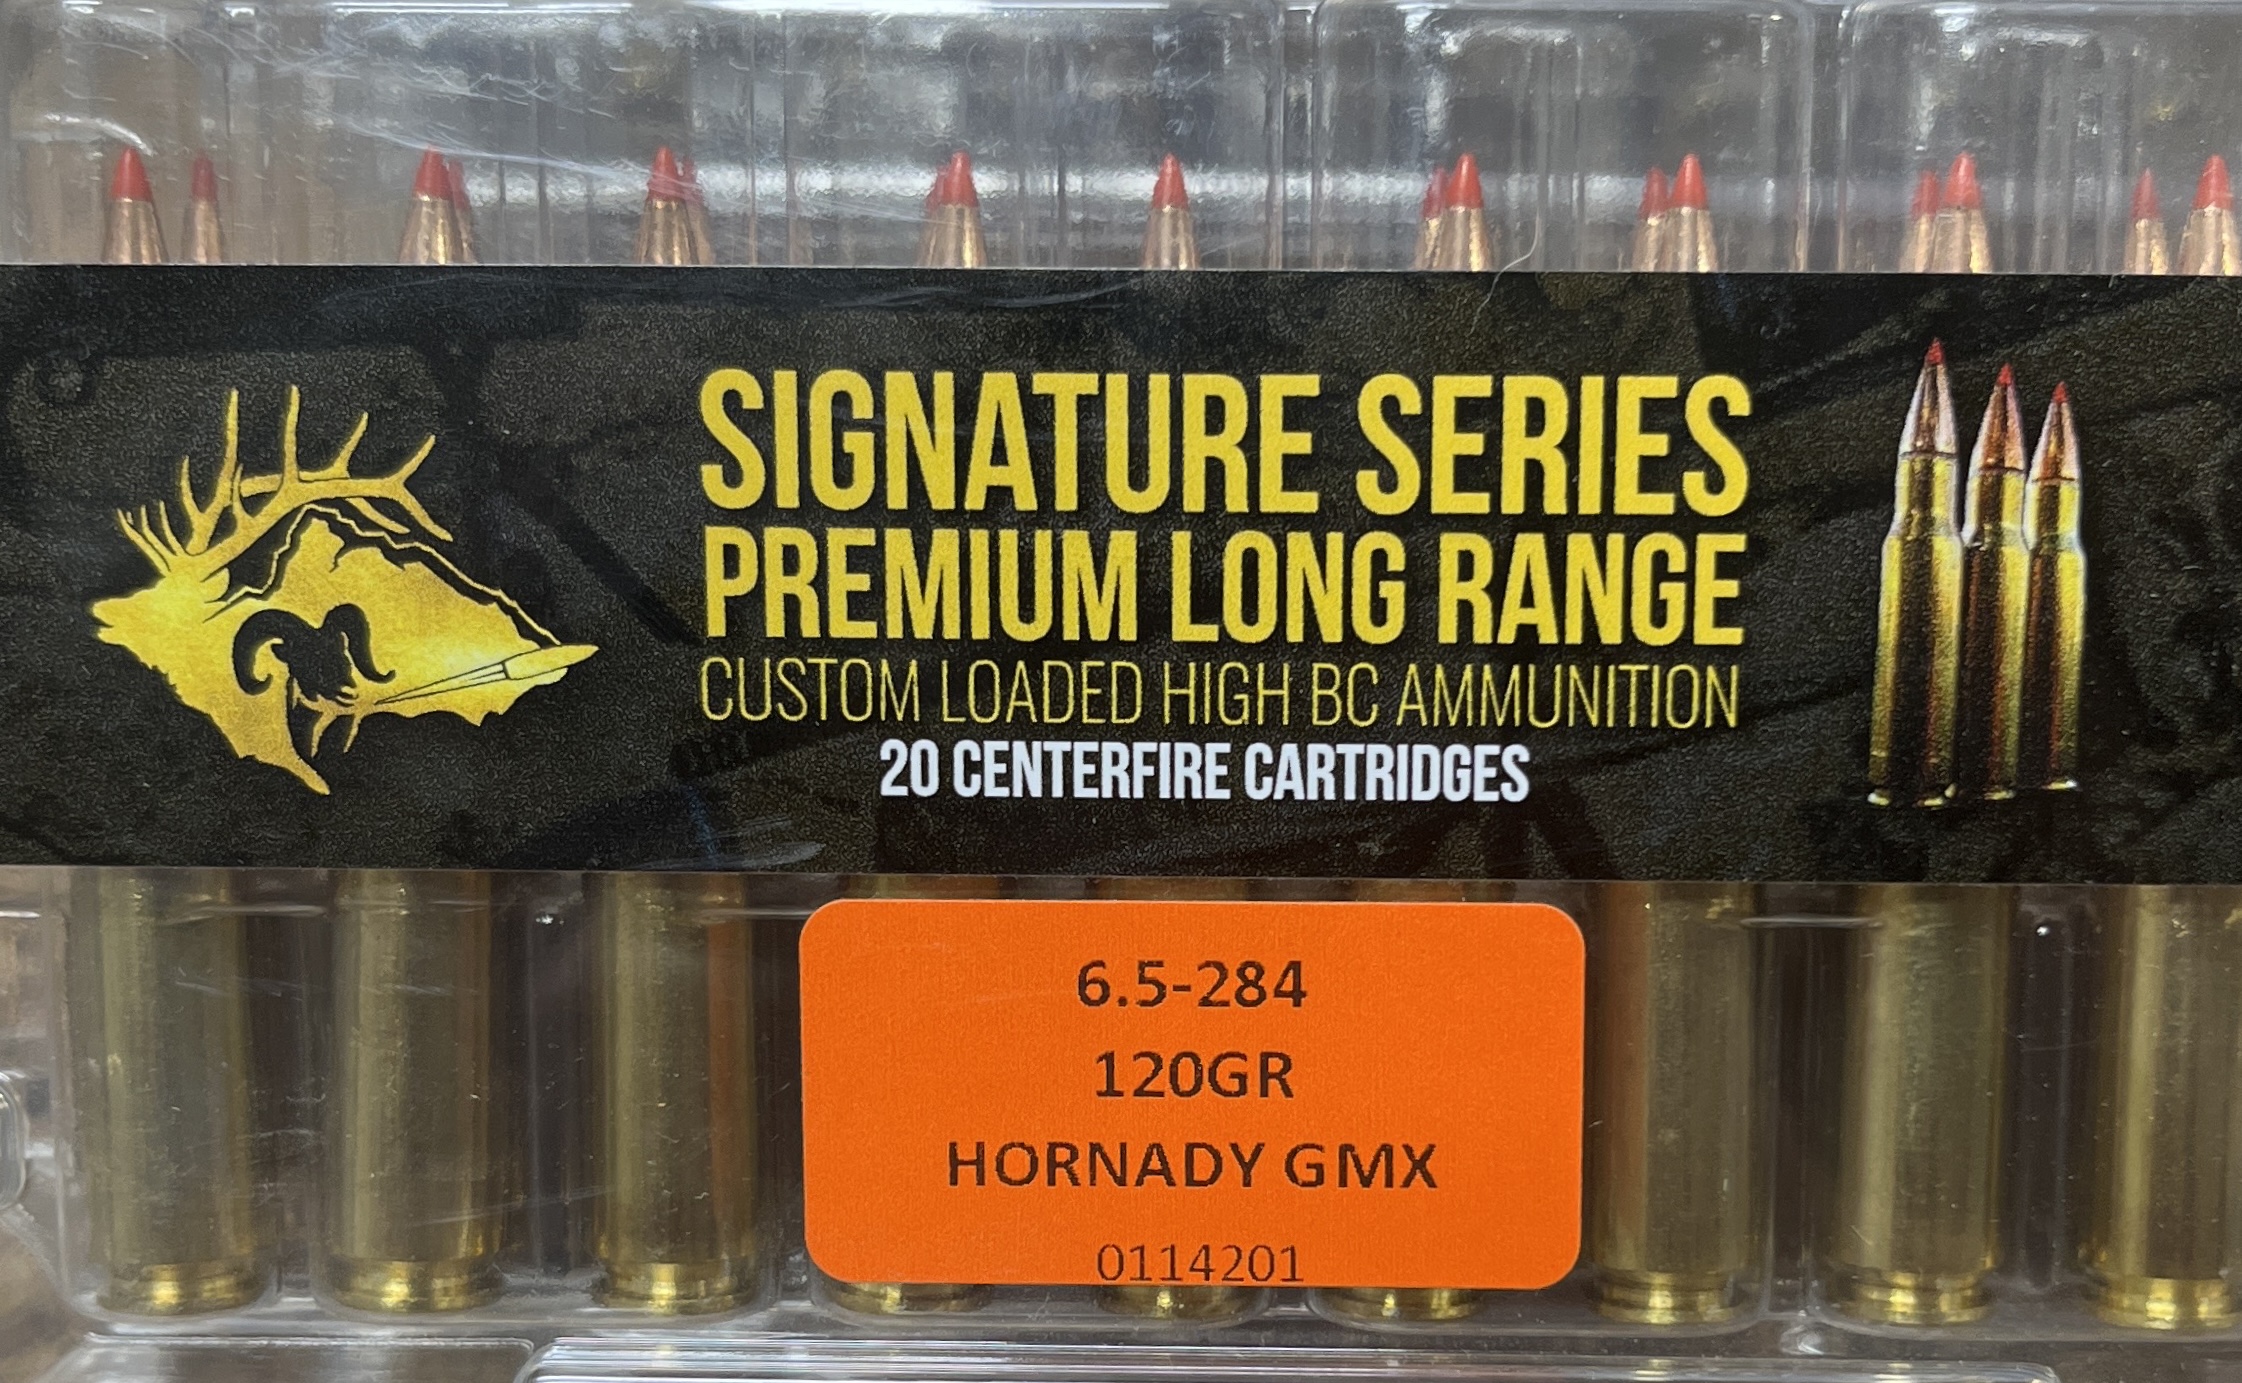 SIGNATURE SERIES
PREMIUM LONG RANGE
CUSTOM LOADED HIGH BC AMMUNITION
20 CENTERFIRE CARTRIDGES
6.5-284
120GR
HORNADY GMX
0114201